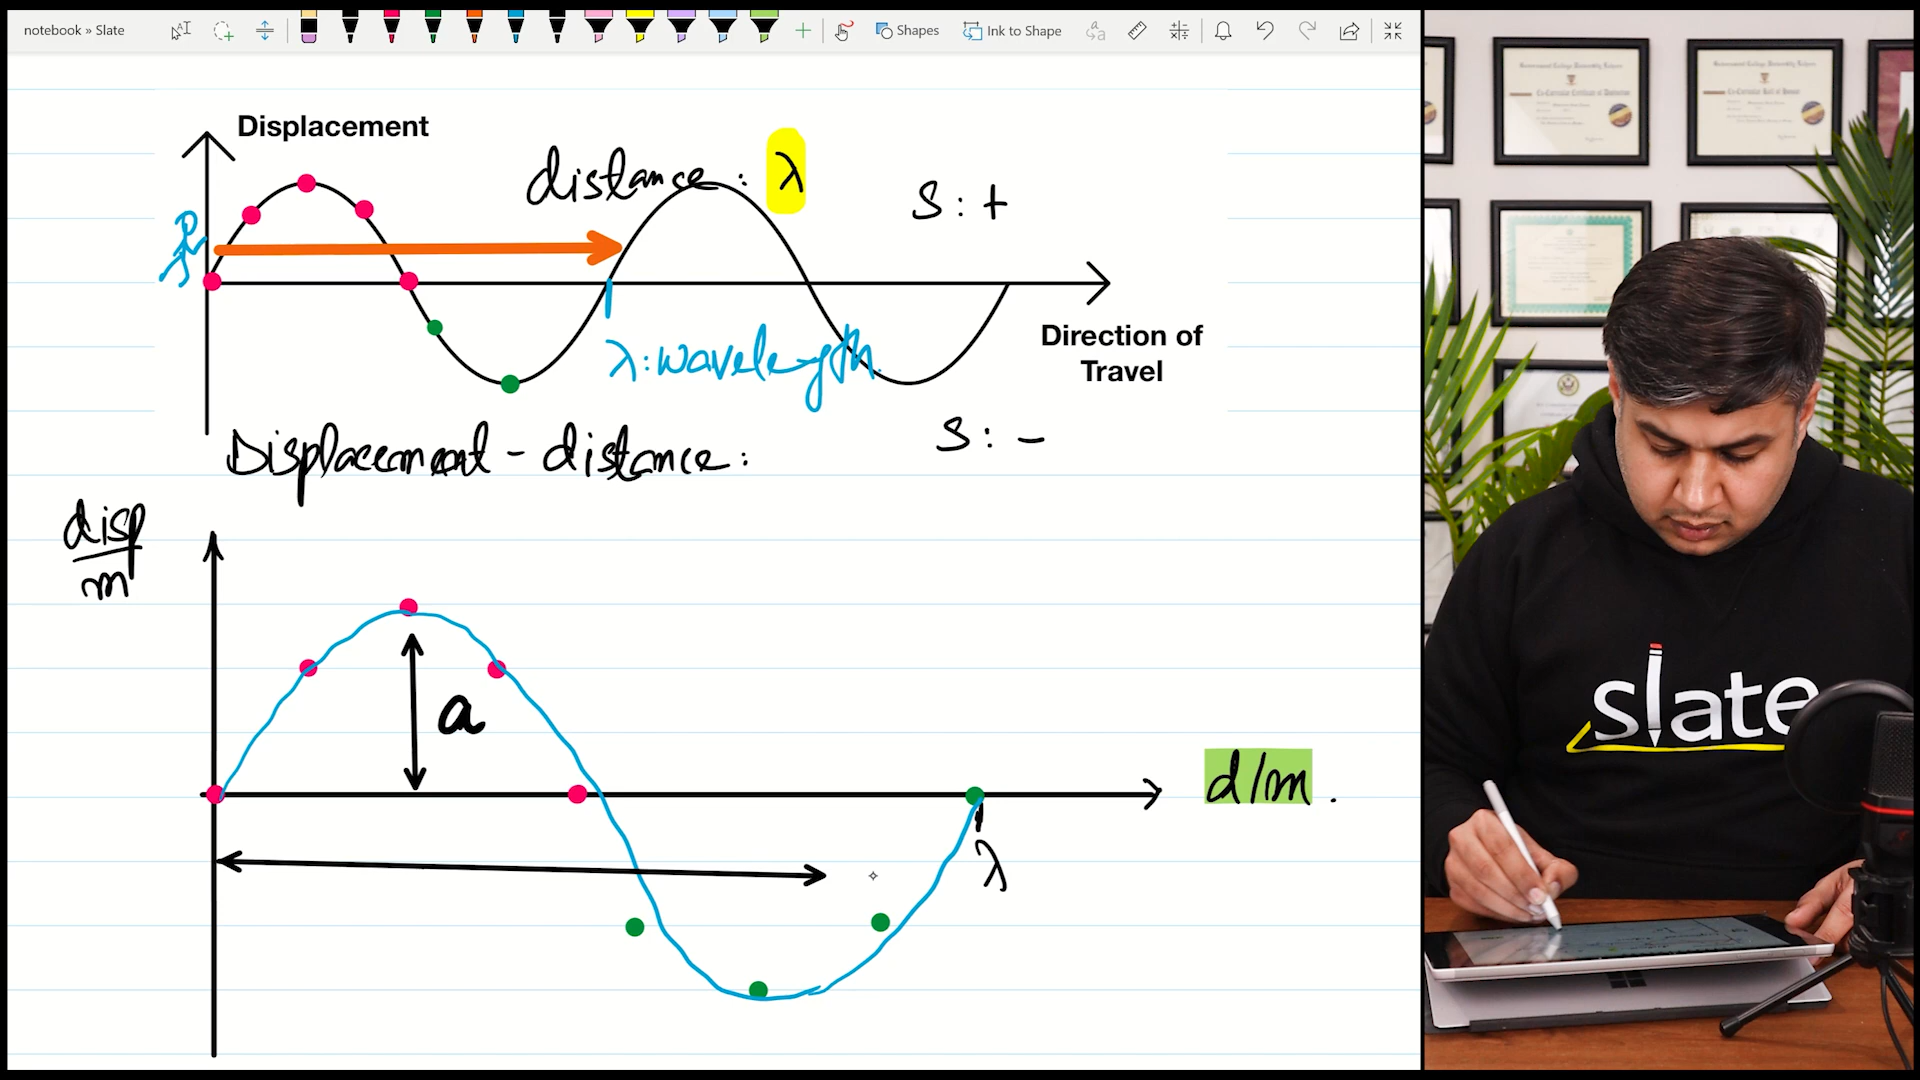 notebook » Slate
Shapes
Ink to Shape
Displacement
distance : λ
S : +
λ : wavelength.
Direction of
Travel
S : -
Displacement - distance :
disp
m
a
d/m .
λ
slate